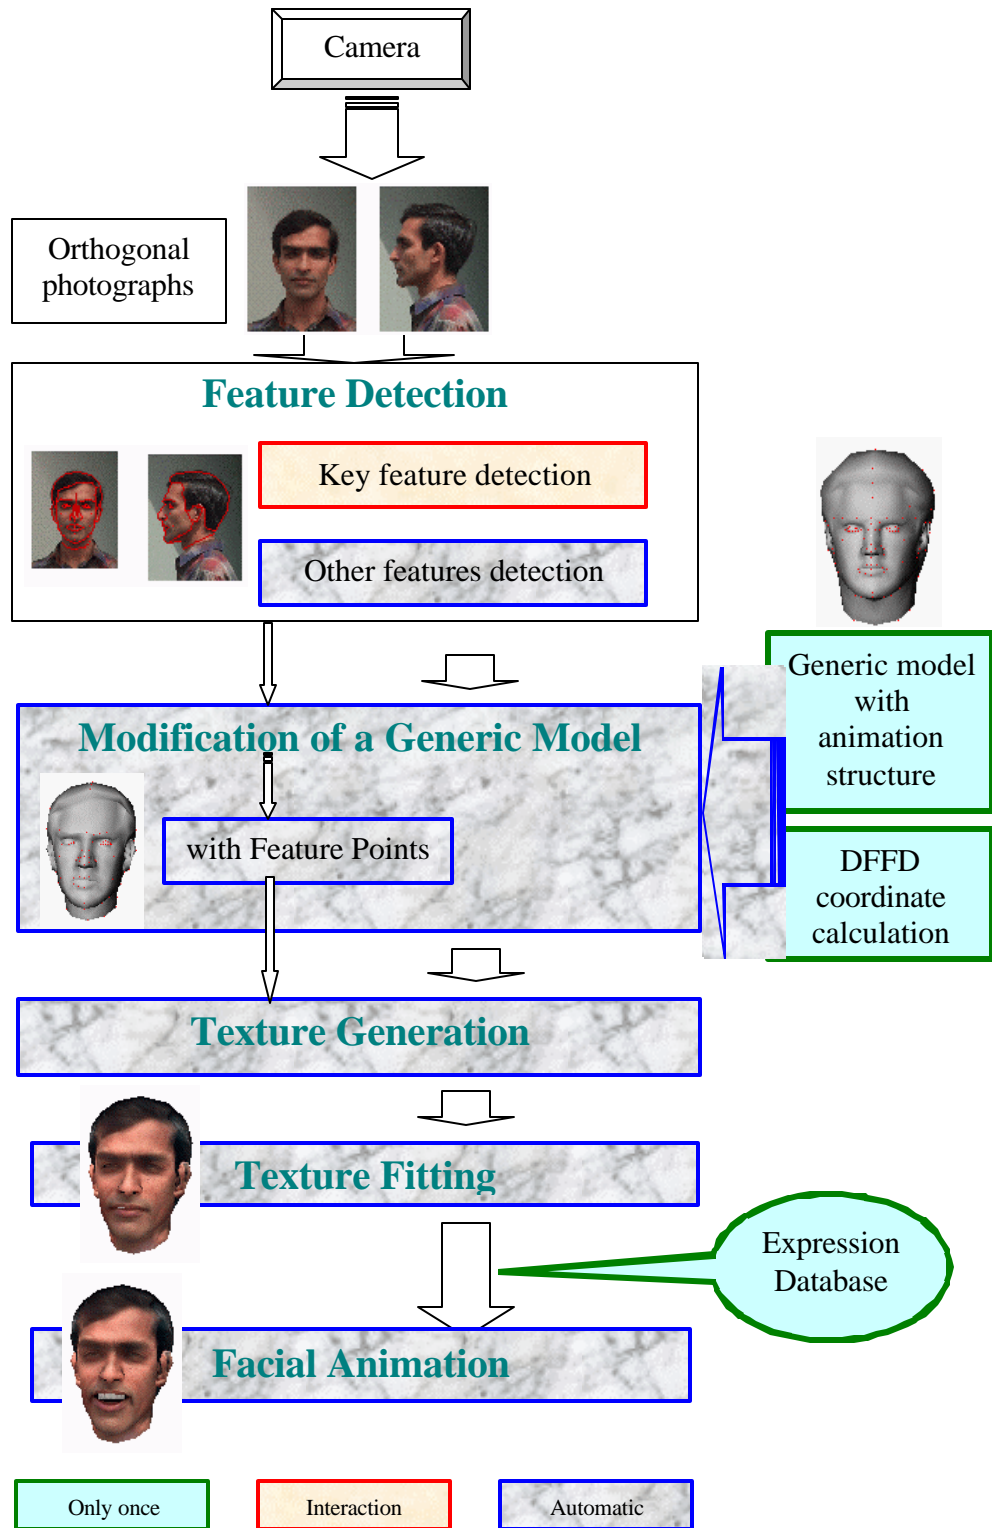 Camera
Orthogonal
photographs
Feature Detection
Key feature detection
Other features detection
Generic model
with
animation
structure
Modification of a Generic Model
with Feature Points
DFFD
coordinate
calculation
Texture Generation
Texture Fitting
Expression
Database
Facial Animation
Only once
Interaction
Automatic